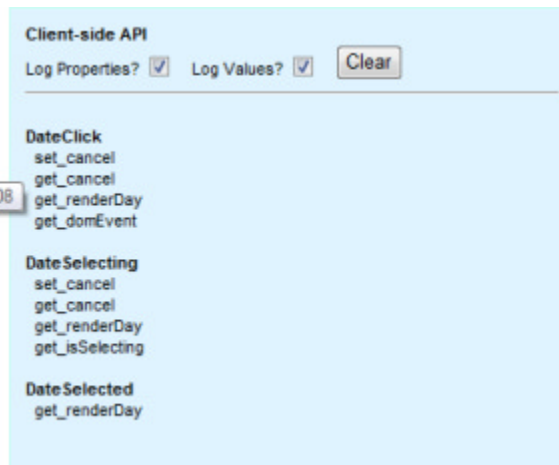 Client-side API
Log Properties? Log Values? Clear
DateClick
set_cancel
get_cancel
08
get_renderDay
get_domEvent
DateSelecting
set_cancel
get_cancel
get_renderDay
get_isSelecting
DateSelected
get_renderDay